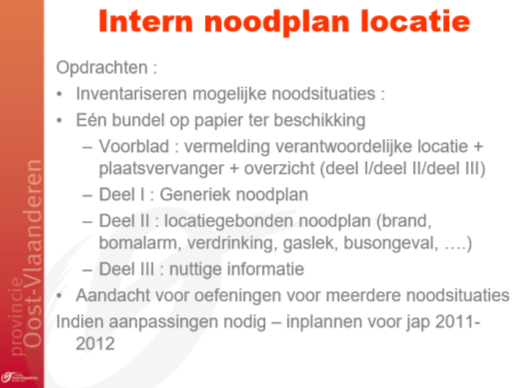 Intern noodplan locatie
Opdrachten :
• Inventariseren mogelijke noodsituaties :
• Eén bundel op papier ter beschikking
– Voorblad : vermelding verantwoordelijke locatie +
plaatsvervanger + overzicht (deel I/deel II/deel III)
– Deel I : Generiek noodplan
– Deel II : locatiegebonden noodplan (brand,
bomalarm, verdrinking, gaslek, busongeval, ….)
– Deel III : nuttige informatie
• Aandacht voor oefeningen voor meerdere noodsituaties
Indien aanpassingen nodig – inplannen voor jap 2011-
2012
provincie
Oost-Vlaanderen